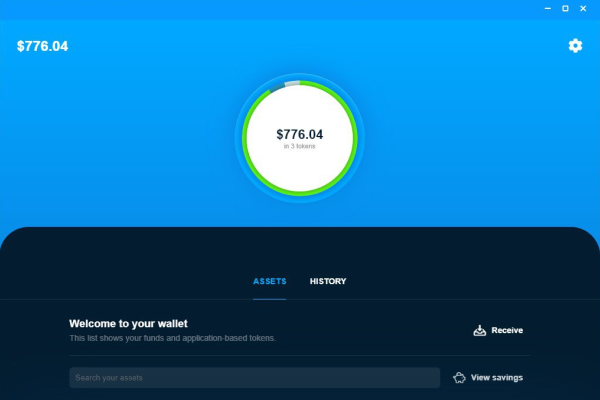 $776.04
$776.04
in 3 tokens
ASSETS HISTORY
Welcome to your wallet
This list shows your funds and application-based tokens.
Receive
Search your assets
View savings